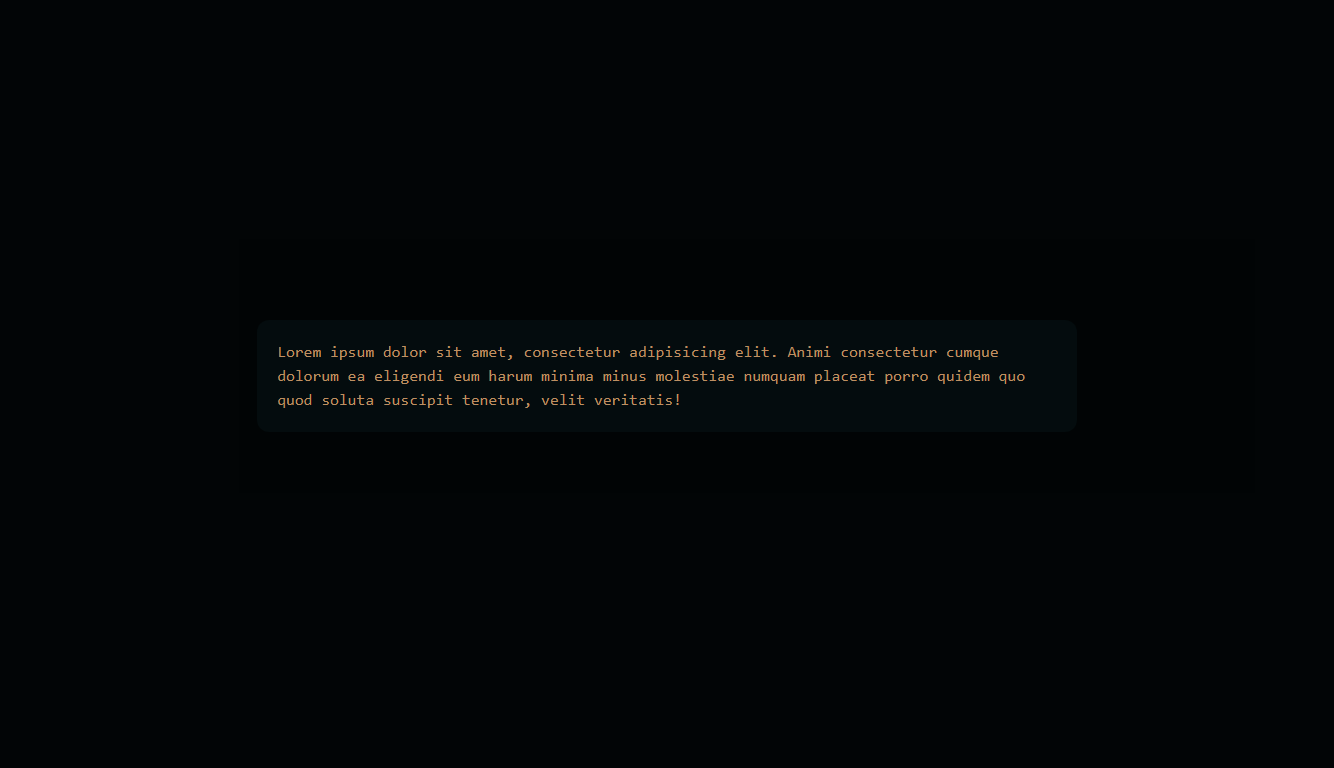 Lorem ipsum dolor sit amet, consectetur adipisicing elit. Animi consectetur cumque
dolorum ea eligendi eum harum minima minus molestiae numquam placeat porro quidem quo
quod soluta suscipit tenetur, velit veritatis!